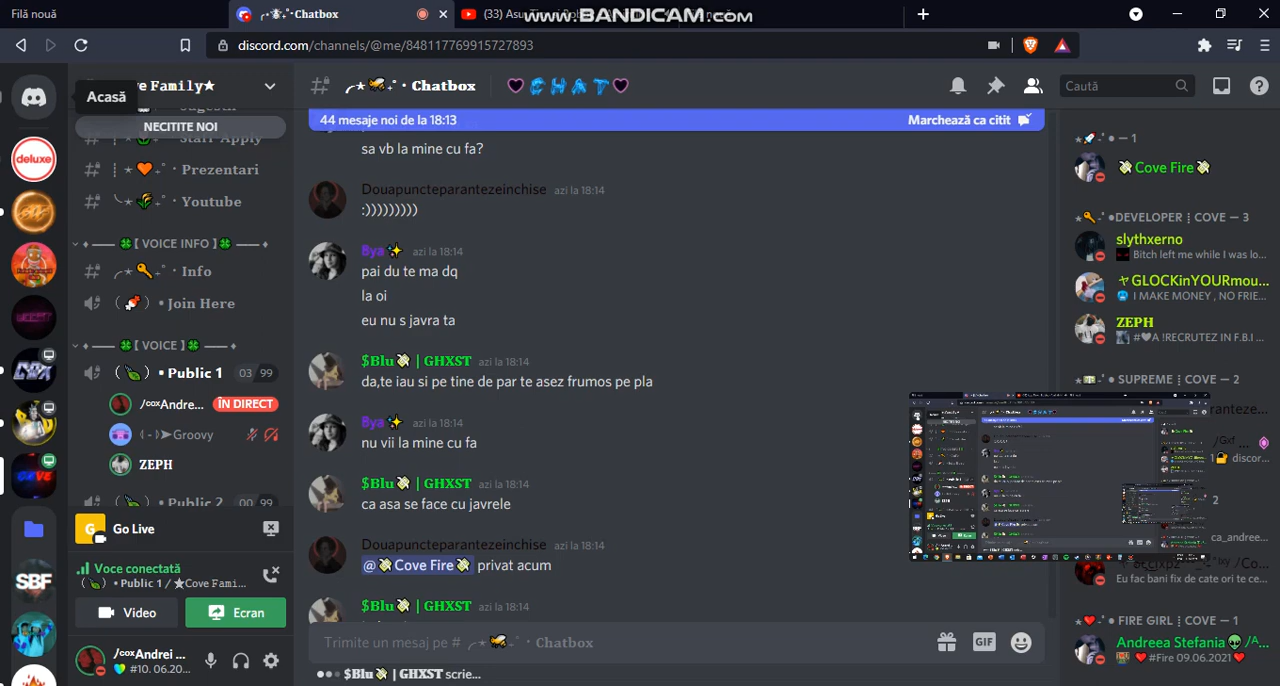 Filă nouă
Chatbox
www.BANDICAM.com
discord.com/channels/@me/848117769915727893
Acasă
Family★
Chatbox
CHAT
Caută
NECITITE NOI
44 mesaje noi de la 18:13
Marchează ca citit
deluxe
Staff Apply
Prezentari
Youtube
【 VOICE INFO 】
Info
Join Here
【 VOICE 】
Public 1
03 99
Andre...
ÎN DIRECT
Groovy
ZEPH
Public 2
00 99
Go Live
Voce conectată
Public 1 / ★Cove Fami...
Video
Ecran
Andrei ...
#10. 06.20...
SBF
sa vb la mine cu fa?
Douapuncteparantezeinchise azi la 18:14
:)))))))))
Bya✨ azi la 18:14
pai du te ma dq
la oi
eu nu s javra ta
$Blu💸 | GHXST azi la 18:14
da,te iau si pe tine de par te asez frumos pe pla
Bya✨ azi la 18:14
nu vii la mine cu fa
$Blu💸 | GHXST azi la 18:14
ca asa se face cu javrele
Douapuncteparantezeinchise azi la 18:14
@💸Cove Fire💸 privat acum
$Blu💸 | GHXST azi la 18:14
Trimite un mesaj pe # Chatbox
GIF
$Blu💸 | GHXST scrie...
— 1
💸Cove Fire💸
DEVELOPER ┊ COVE — 3
slythxerno
Bitch left me while I was lo...
GLOCKinYOURmou...
I MAKE MONEY , NO FRIE...
ZEPH
#🖤A !RECRUTEZ IN F.B.I ...
SUPREME ┊ COVE — 2
discor...
2
ca_andree...
Eu fac bani fix de cate ori te ce...
FIRE GIRL ┊ COVE — 1
Andreea Stefania
❤️#Fire 09.06.2021❤️